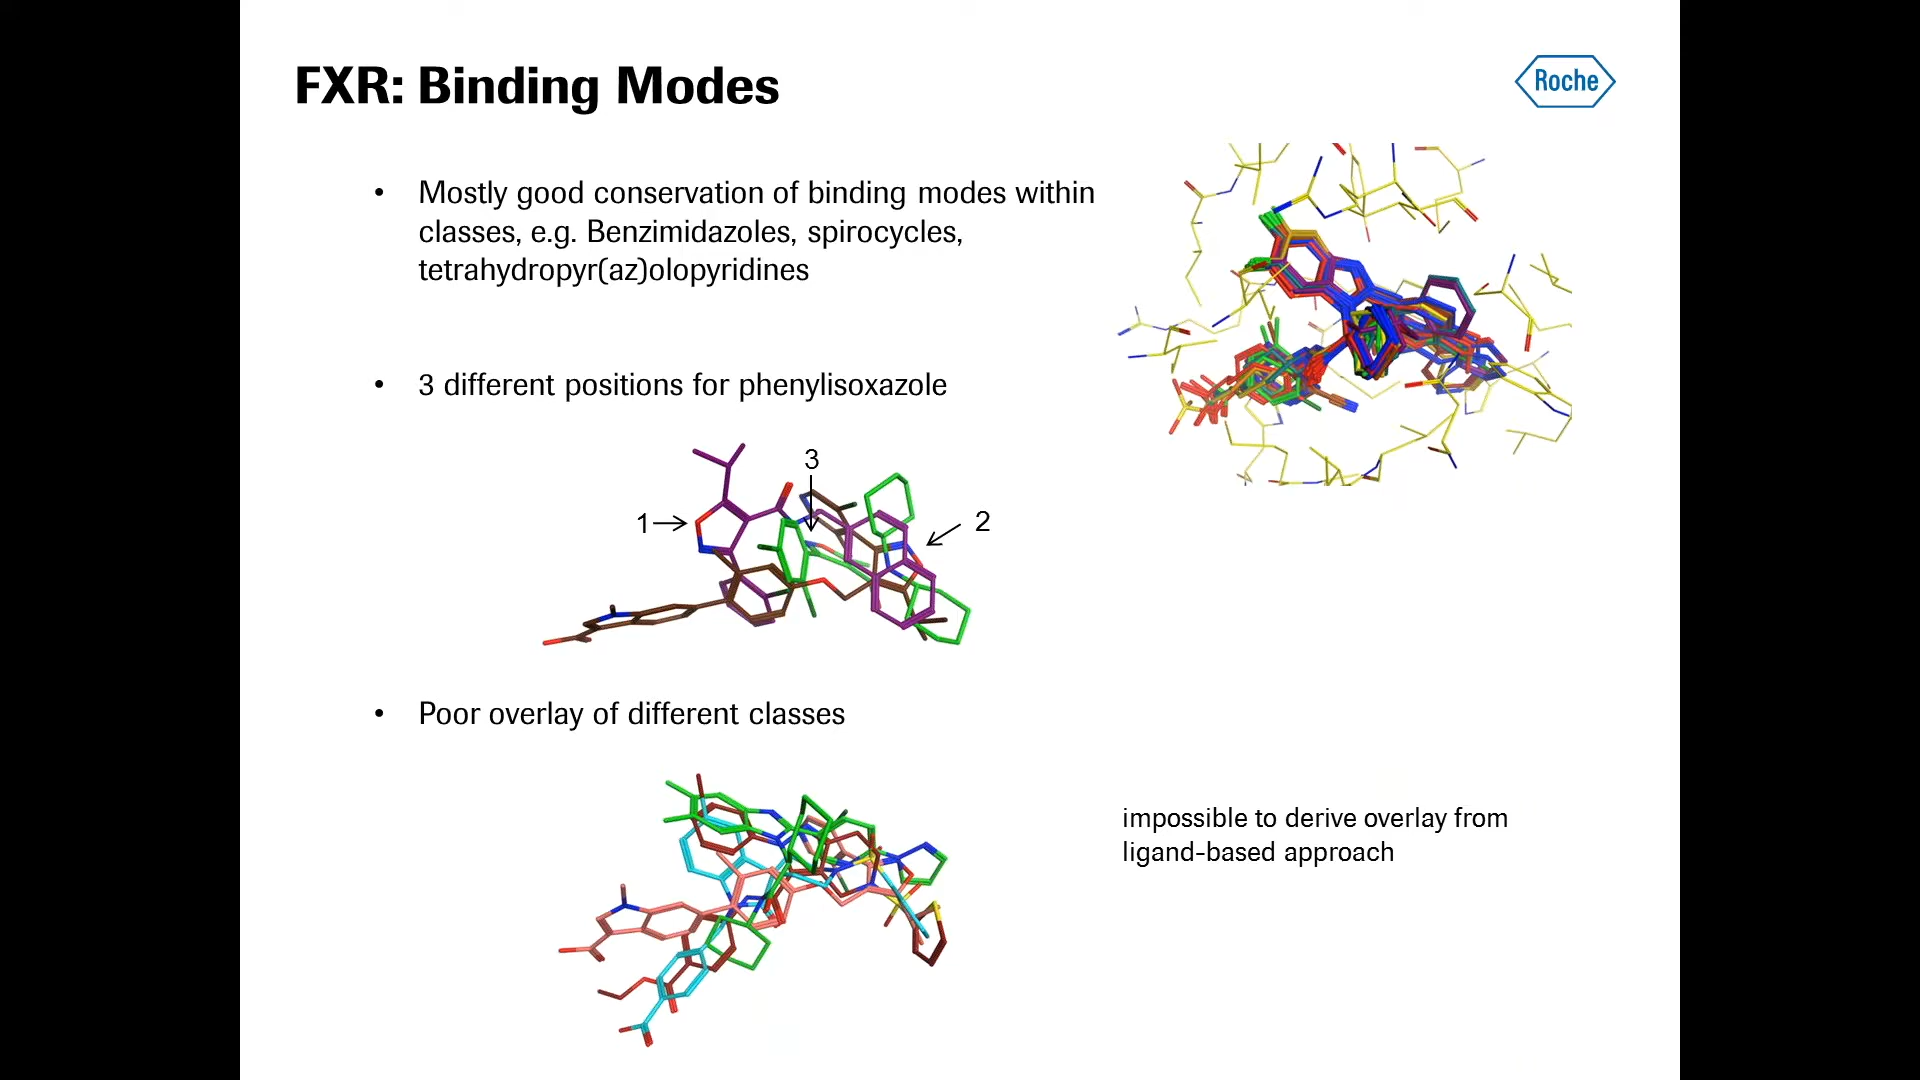 FXR: Binding Modes
Roche
• Mostly good conservation of binding modes within
classes, e.g. Benzimidazoles, spirocycles,
tetrahydropyr(az)olopyridines
• 3 different positions for phenylisoxazole
3
1
2
• Poor overlay of different classes
impossible to derive overlay from
ligand-based approach